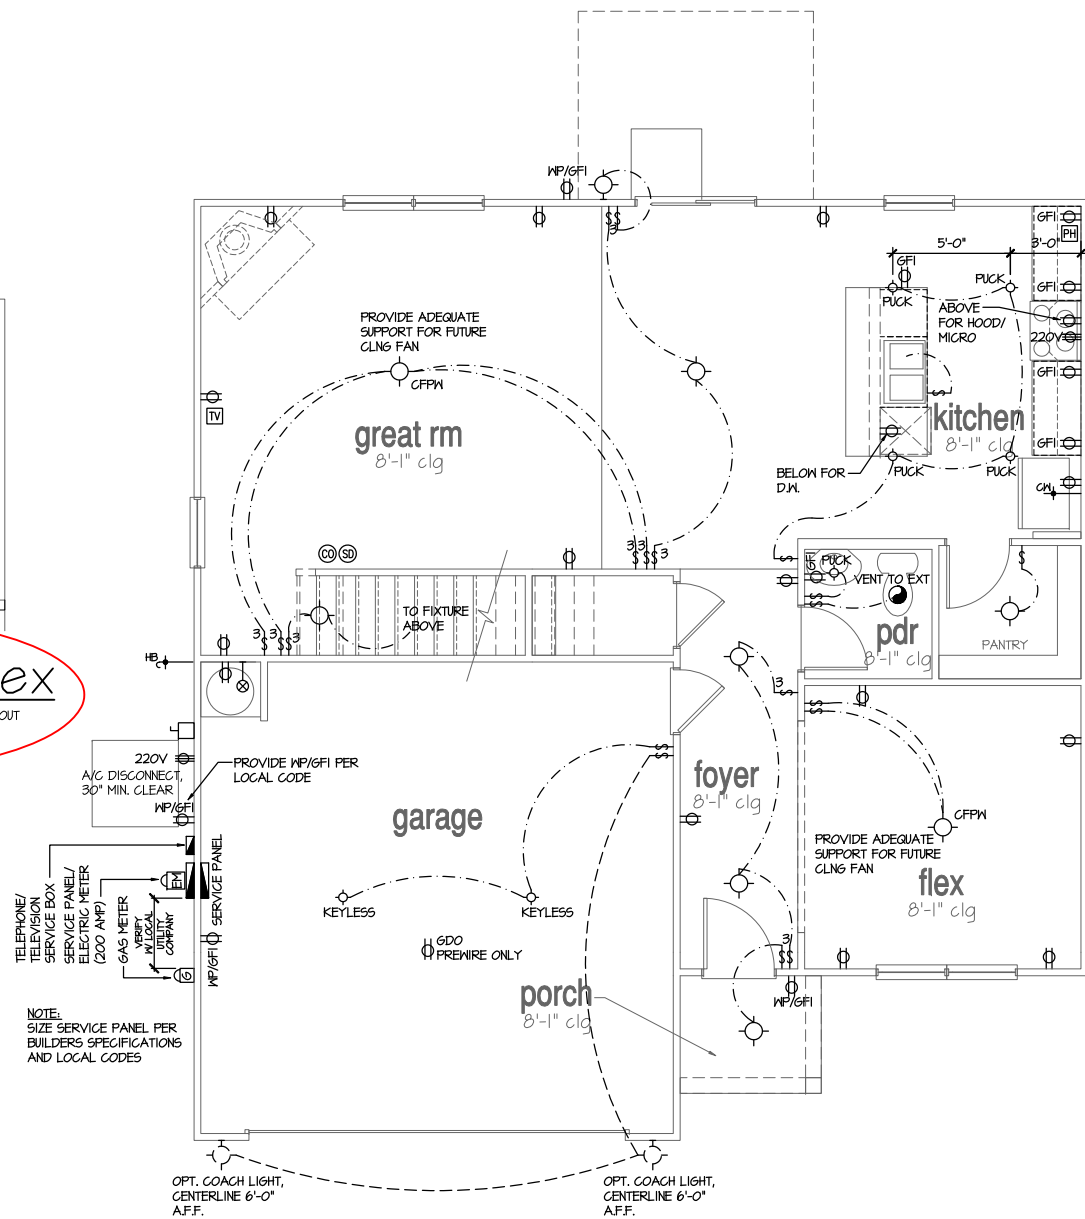 WP/GFI
$$
3
GFI
PH
5'-0"
3'-0"
GFI
PUCK
PUCK
GFI
ABOVE
FOR HOOD/
MICRO
220V
PROVIDE ADEQUATE
SUPPORT FOR FUTURE
CLNG FAN
CFPW
GFI
TV
great rm
8'-1" clg
$
kitchen
8'-1" clg
GFI
BELOW FOR
D.W.
PUCK
PUCK
CW
CO
SD
3
3
$
$$
3
$
GFI
PUCK
$
VENT TO EXT
$
$
TO FIXTURE
ABOVE
PANTRY
pdr
8'-1" clg
3
3
$
$$
3
HB
ex
OUT
3
$
$
$
220V
A/C DISCONNECT,
30" MIN. CLEAR
PROVIDE WP/GFI PER
LOCAL CODE
WP/GFI
$
$
foyer
8'-1" clg
garage
CFPW
PROVIDE ADEQUATE
SUPPORT FOR FUTURE
CLNG FAN
flex
8'-1" clg
TELEPHONE/
TELEVISION
SERVICE BOX
SERVICE PANEL/
ELECTRIC METER
(200 AMP)
GAS METER
VERIFY
W LOCAL
UTILITY
COMPANY
EM
G
SERVICE PANEL
WP/GFI
KEYLESS
KEYLESS
GDO
PREWIRE ONLY
3
$$
WP/GFI
porch
8'-1" clg
NOTE:
SIZE SERVICE PANEL PER
BUILDERS SPECIFICATIONS
AND LOCAL CODES
OPT. COACH LIGHT,
CENTERLINE 6'-0"
A.F.F.
OPT. COACH LIGHT,
CENTERLINE 6'-0"
A.F.F.